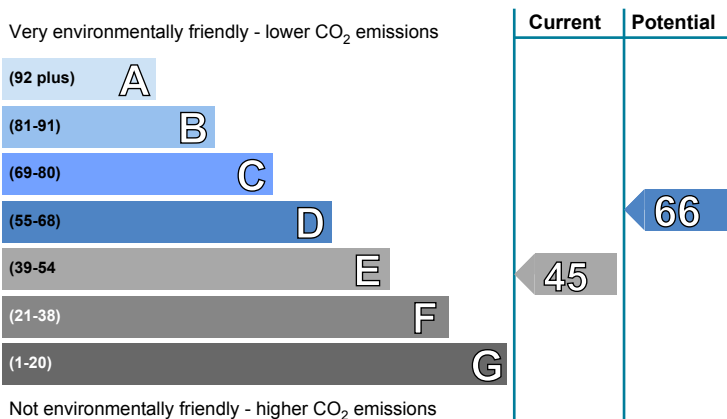 Very environmentally friendly - lower CO2 emissions
Current
Potential
(92 plus) A
(81-91) B
(69-80) C
(55-68) D
66
(39-54 E
45
(21-38) F
(1-20) G
Not environmentally friendly - higher CO2 emissions